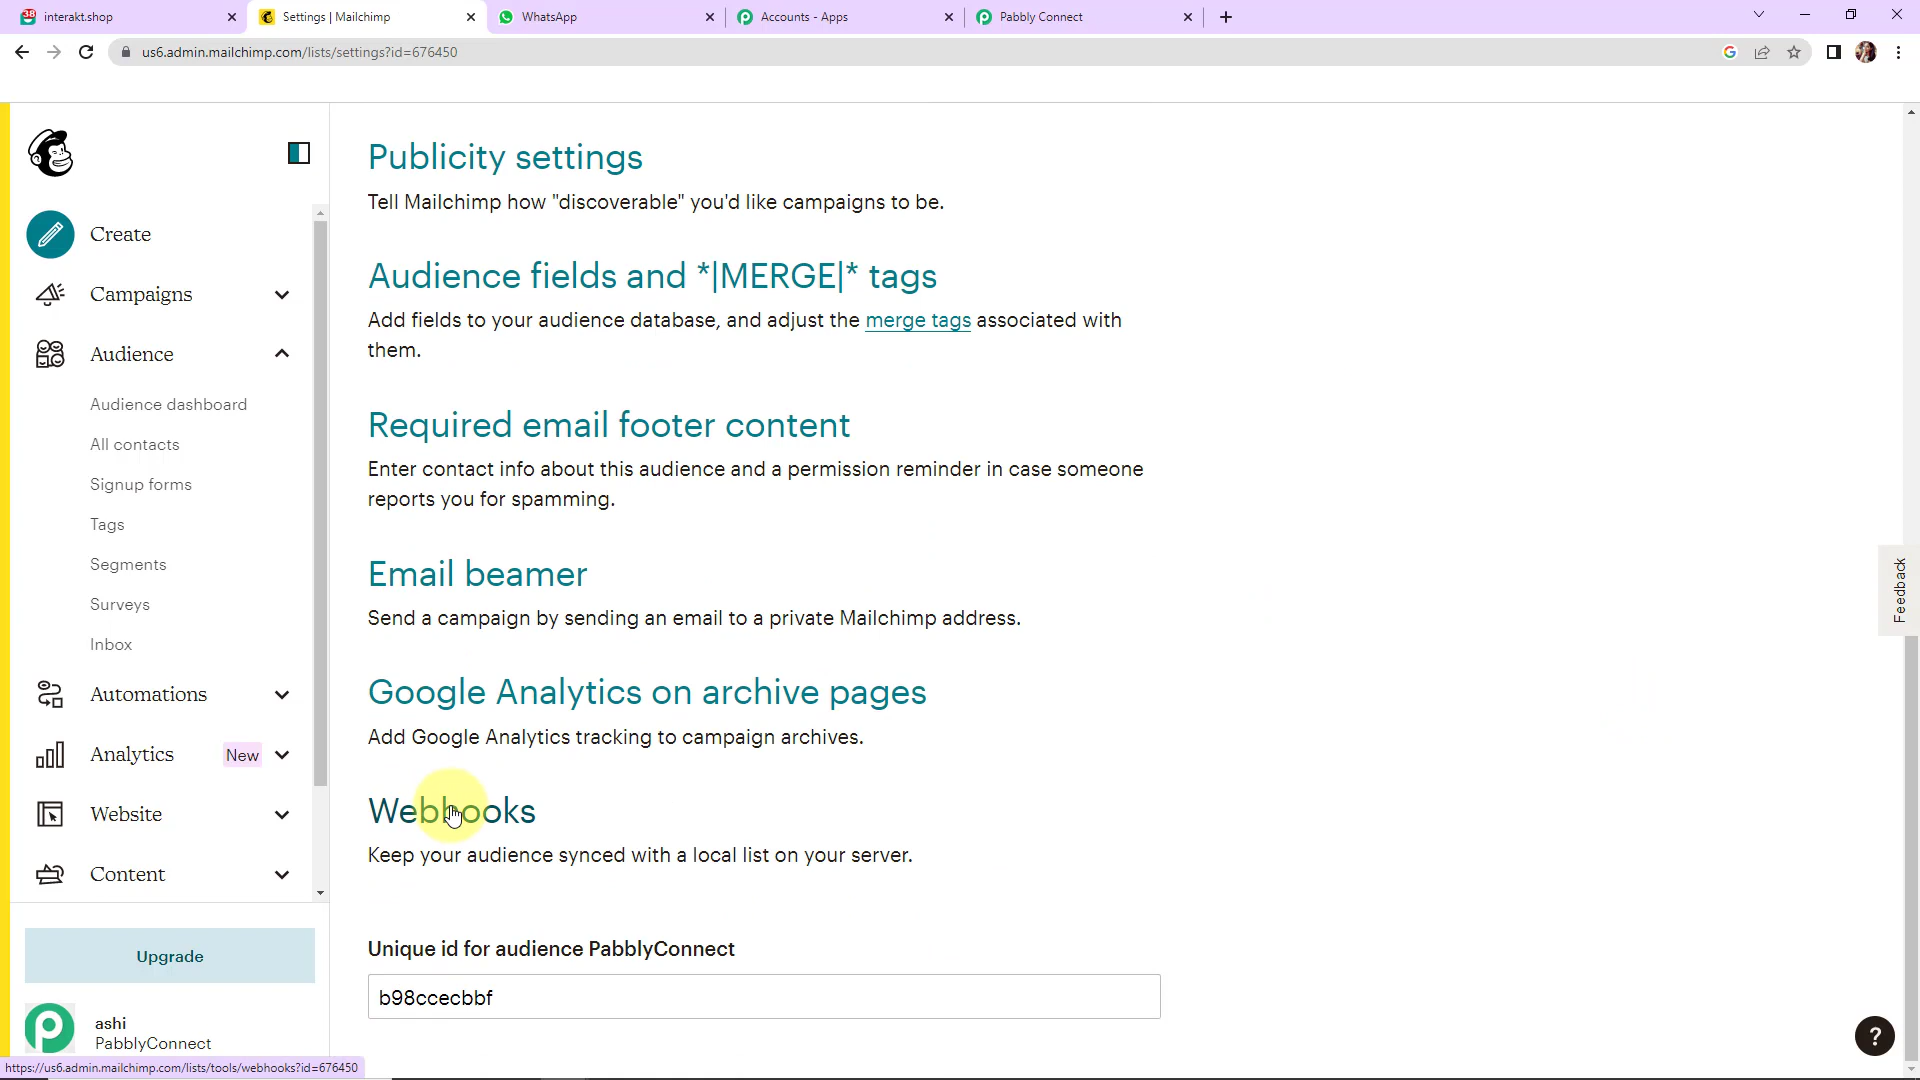 38
interakt.shop
Settings | Mailchimp
WhatsApp
Accounts - Apps
Pabbly Connect
us6.admin.mailchimp.com/lists/settings?id=676450
Create
Campaigns
Audience
Audience dashboard
All contacts
Signup forms
Tags
Segments
Surveys
Inbox
Automations
Analytics New
Website
Content
Upgrade
ashi
PabblyConnect
Publicity settings
Tell Mailchimp how "discoverable" you'd like campaigns to be.
Audience fields and *|MERGE|* tags
Add fields to your audience database, and adjust the merge tags associated with
them.
Required email footer content
Enter contact info about this audience and a permission reminder in case someone
reports you for spamming.
Email beamer
Send a campaign by sending an email to a private Mailchimp address.
Google Analytics on archive pages
Add Google Analytics tracking to campaign archives.
Webhooks
Keep your audience synced with a local list on your server.
Unique id for audience PabblyConnect
b98ccecbbf
Feedback
?
https://us6.admin.mailchimp.com/lists/tools/webhooks?id=676450